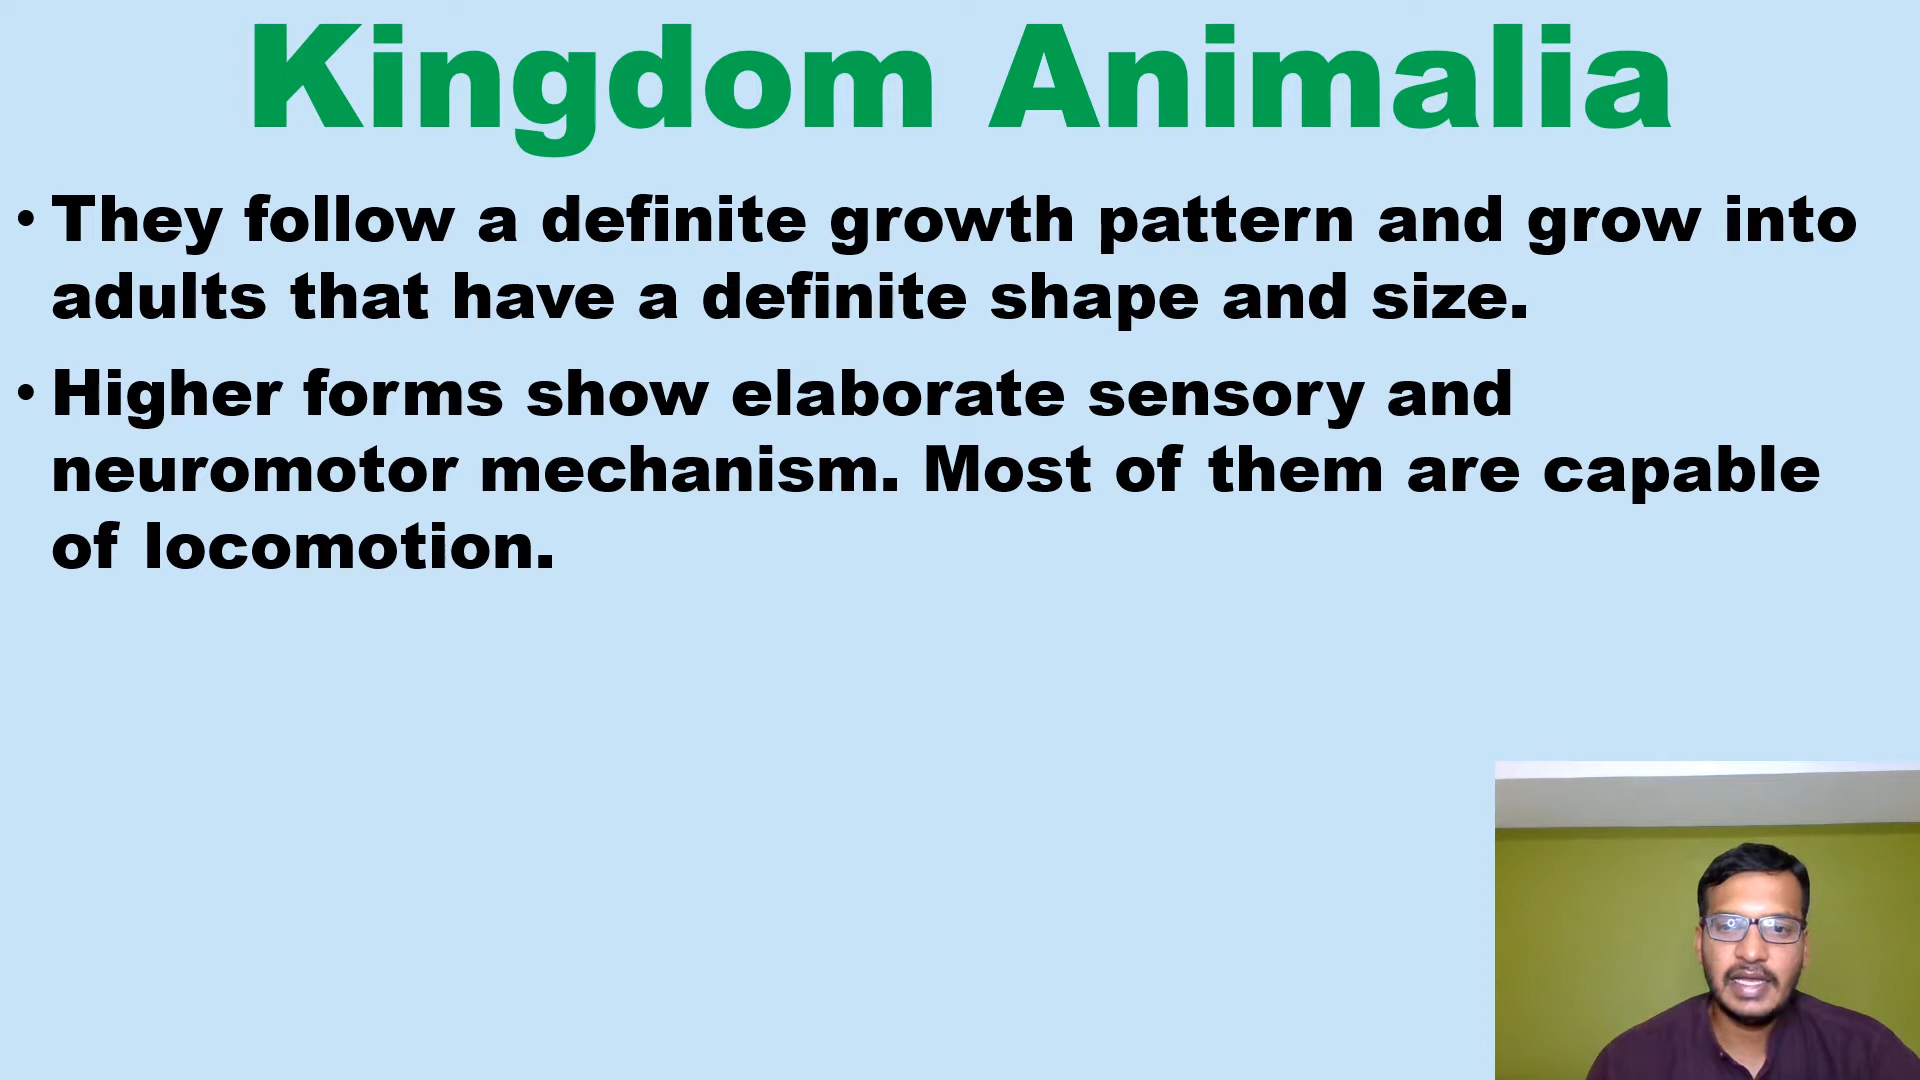 Kingdom Animalia
• They follow a definite growth pattern and grow into
adults that have a definite shape and size.
• Higher forms show elaborate sensory and
neuromotor mechanism. Most of them are capable
of locomotion.